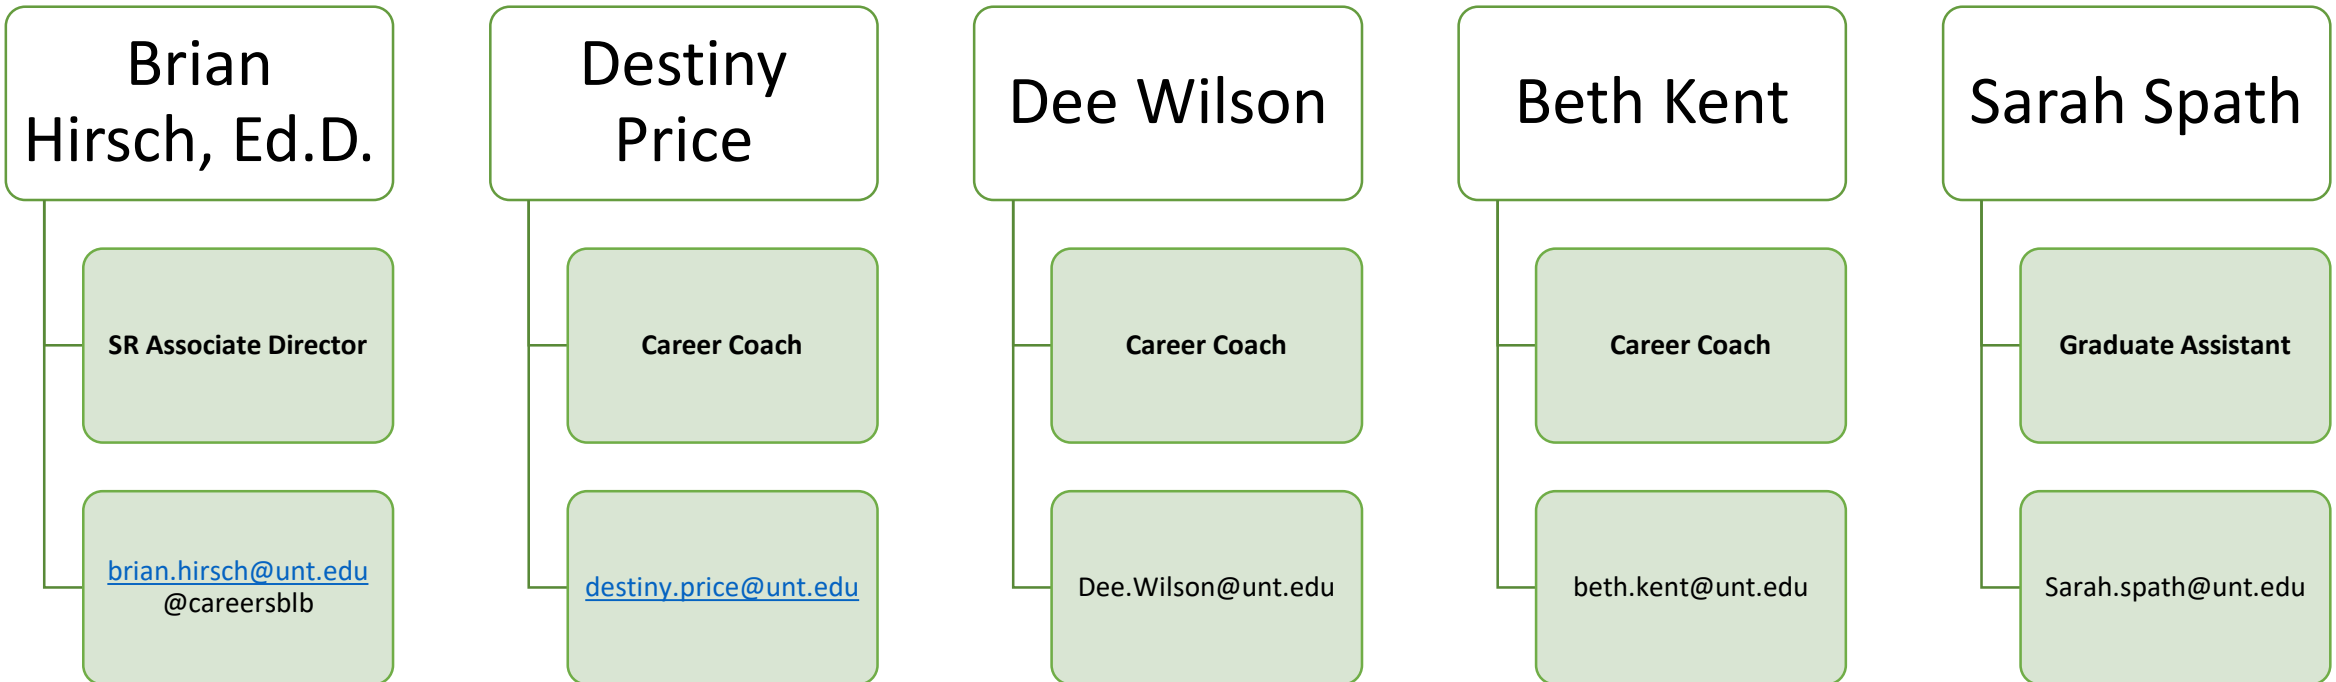 Brian
Hirsch, Ed.D.
SR Associate Director
brian.hirsch@unt.edu
@careersblb
Destiny
Price
Career Coach
destiny.price@unt.edu
Dee Wilson
Career Coach
Dee.Wilson@unt.edu
Beth Kent
Career Coach
beth.kent@unt.edu
Sarah Spath
Graduate Assistant
Sarah.spath@unt.edu